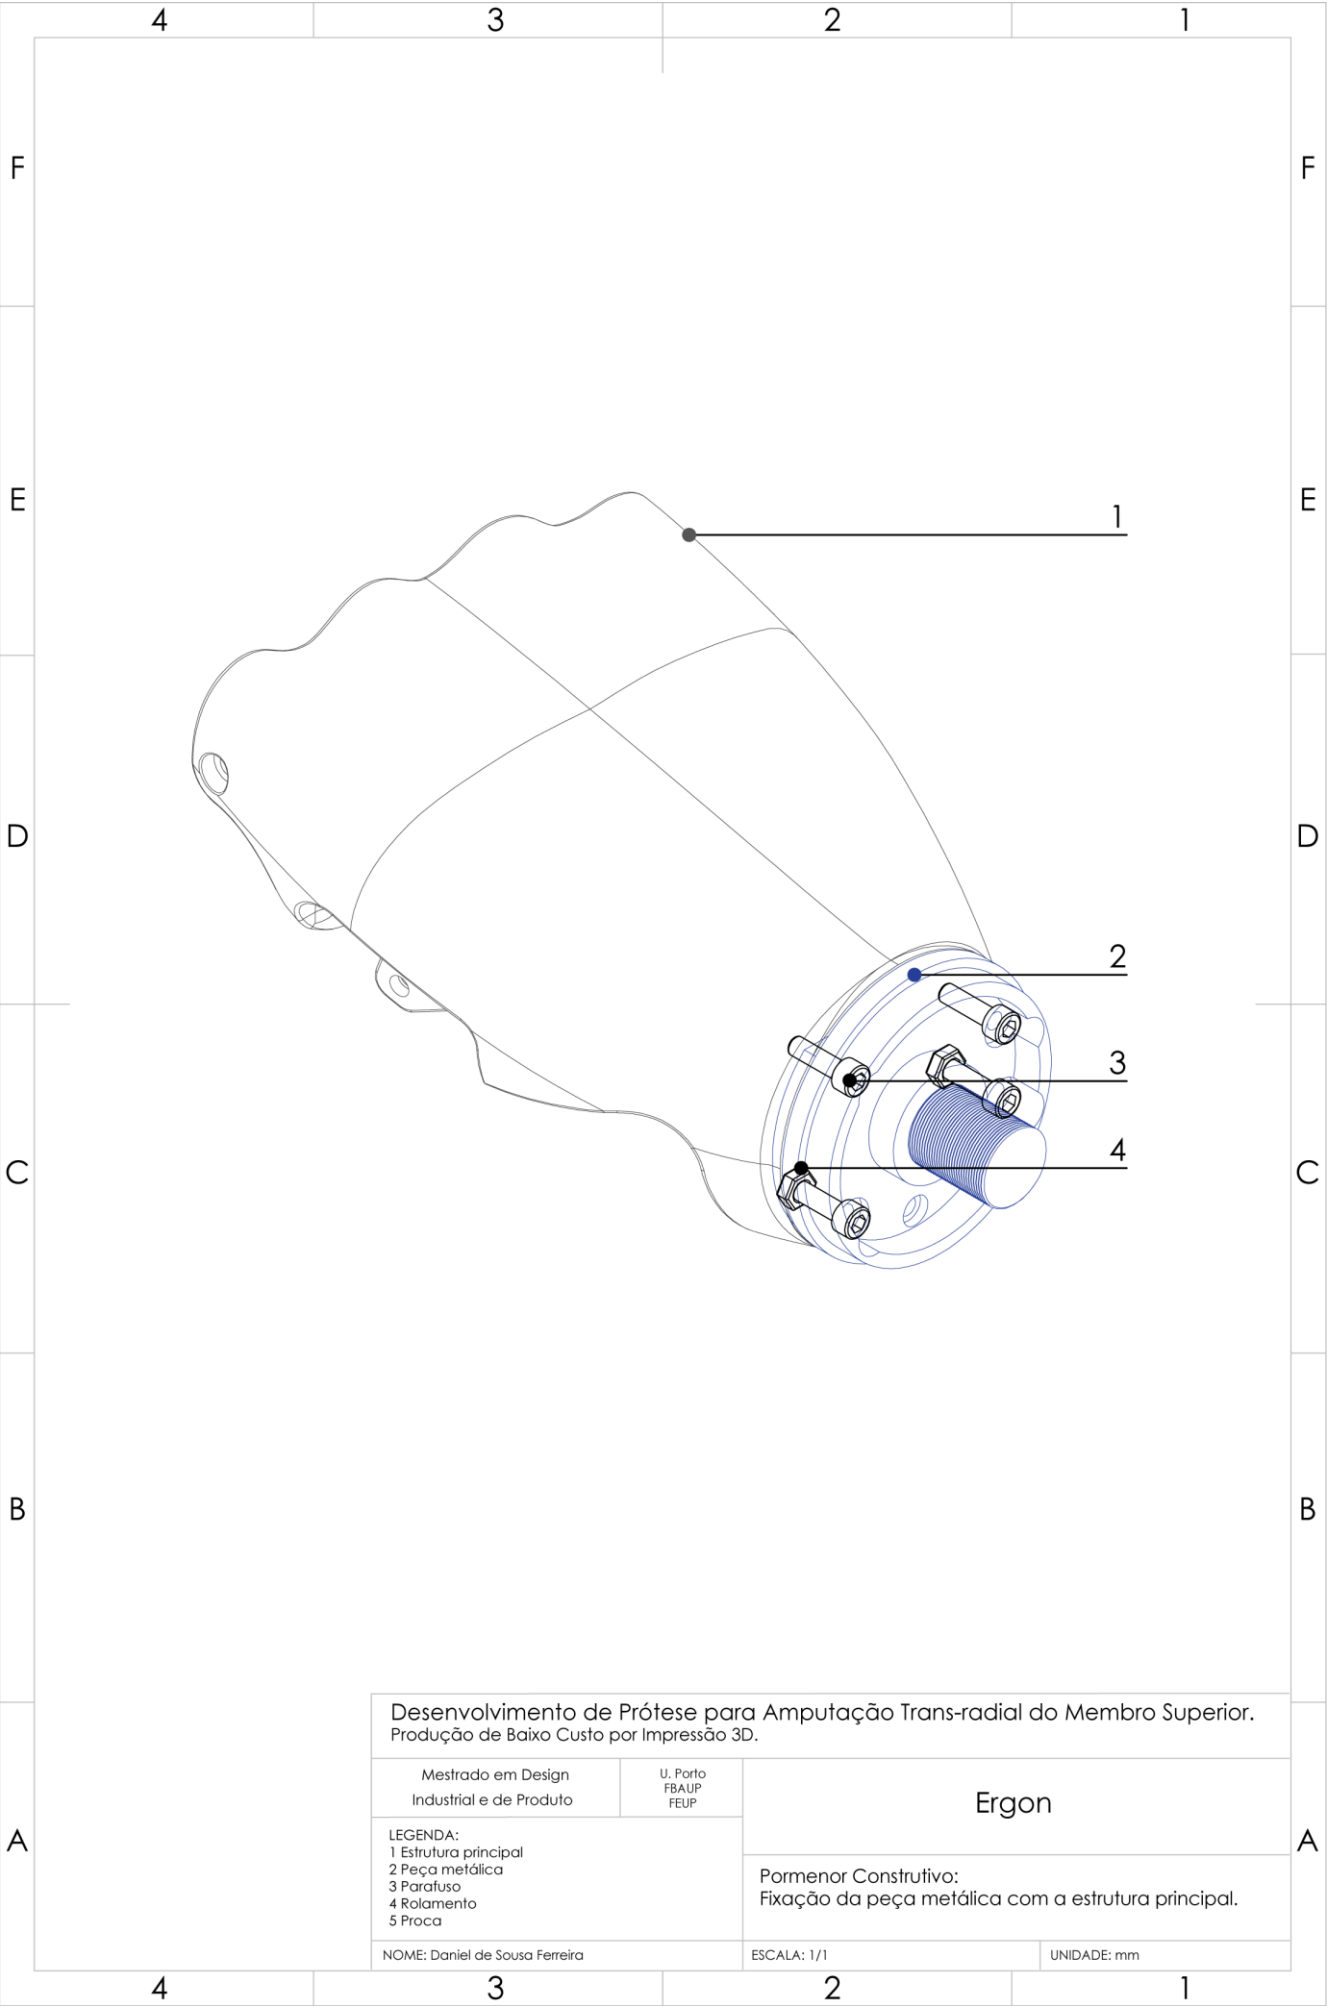 4 3 2 1
F F
E E
1
D D
2
3
4
C C
B B
Desenvolvimento de Prótese para Amputação Trans-radial do Membro Superior.
Produção de Baixo Custo por Impressão 3D.
Mestrado em Design
Industrial e de Produto
U. Porto
FBAUP
FEUP
Ergon
A A
LEGENDA:
1 Estrutura principal
2 Peça metálica
3 Parafuso
4 Rolamento
5 Proca
Pormenor Construtivo:
Fixação da peça metálica com a estrutura principal.
NOME: Daniel de Sousa Ferreira
ESCALA: 1/1
UNIDADE: mm
4 3 2 1